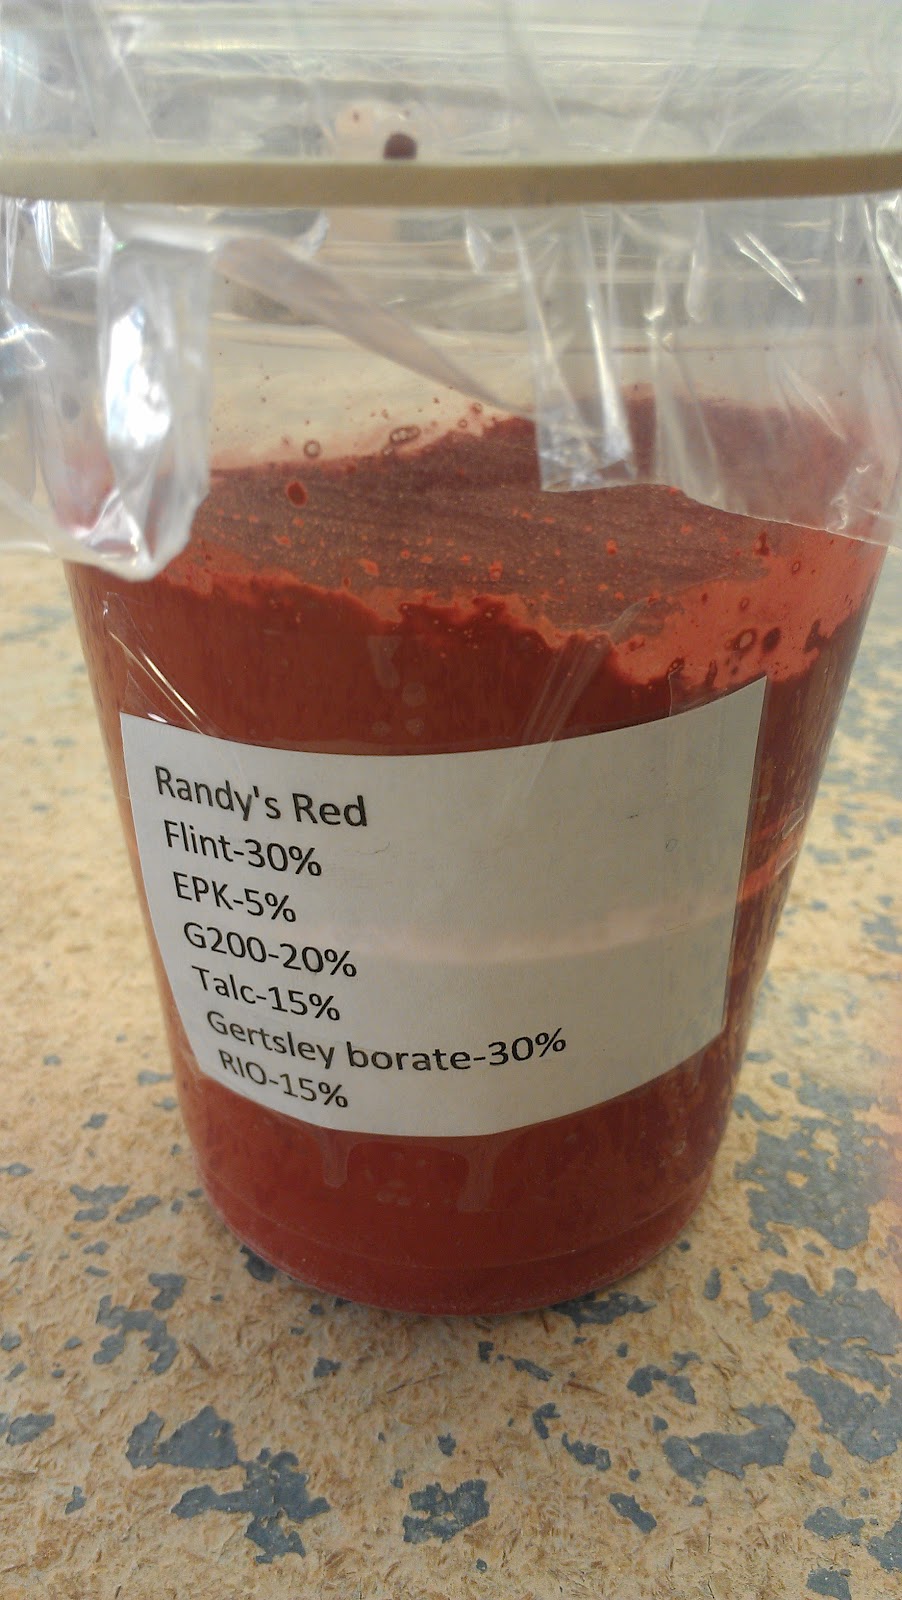 Randy's Red
Flint-30%
EPK-5%
G200-20%
Talc-15%
Gertsley borate-30%
RIO-15%